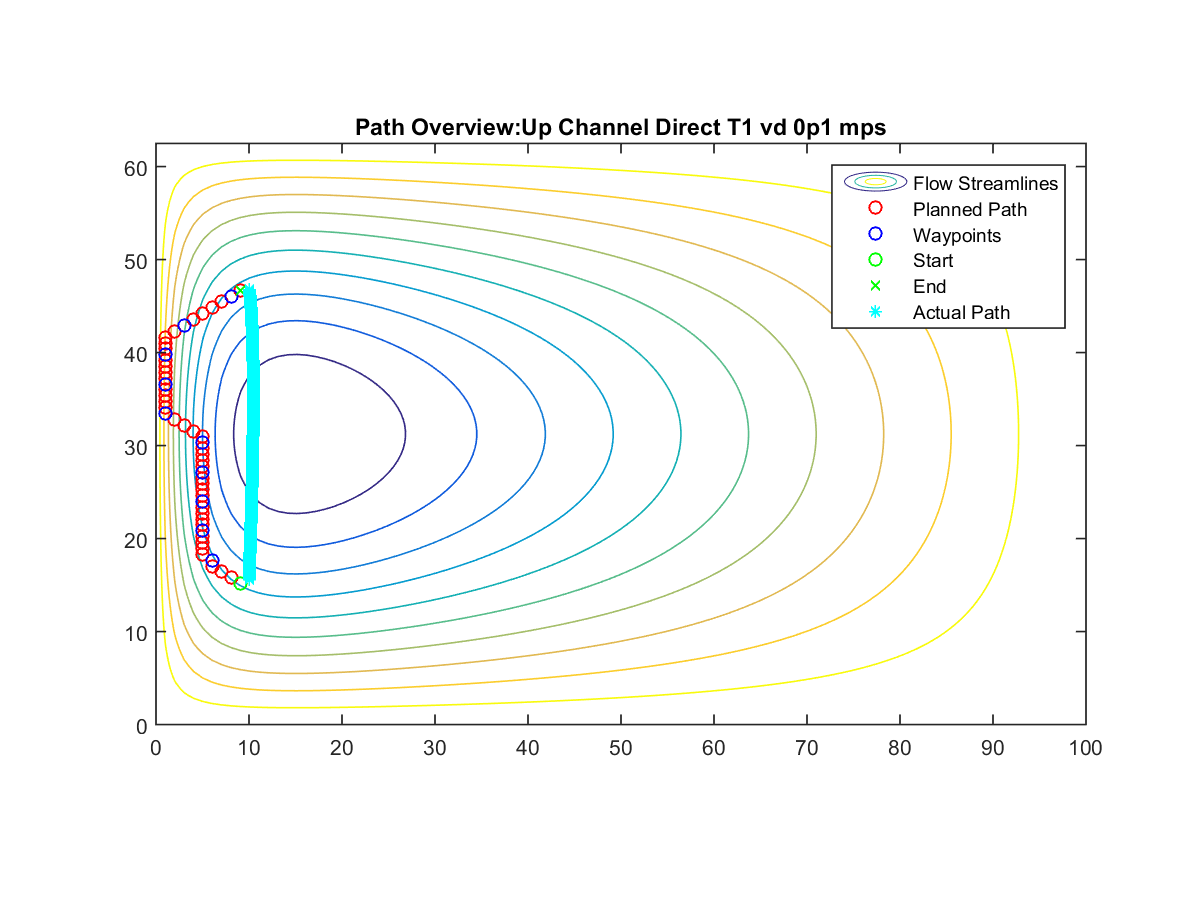 Path Overview:Up Channel Direct T1 vd 0p1 mps
60
50
40
30
20
10
0
0 10 20 30 40 50 60 70 80 90 100
Flow Streamlines
Planned Path
Waypoints
Start
End
Actual Path